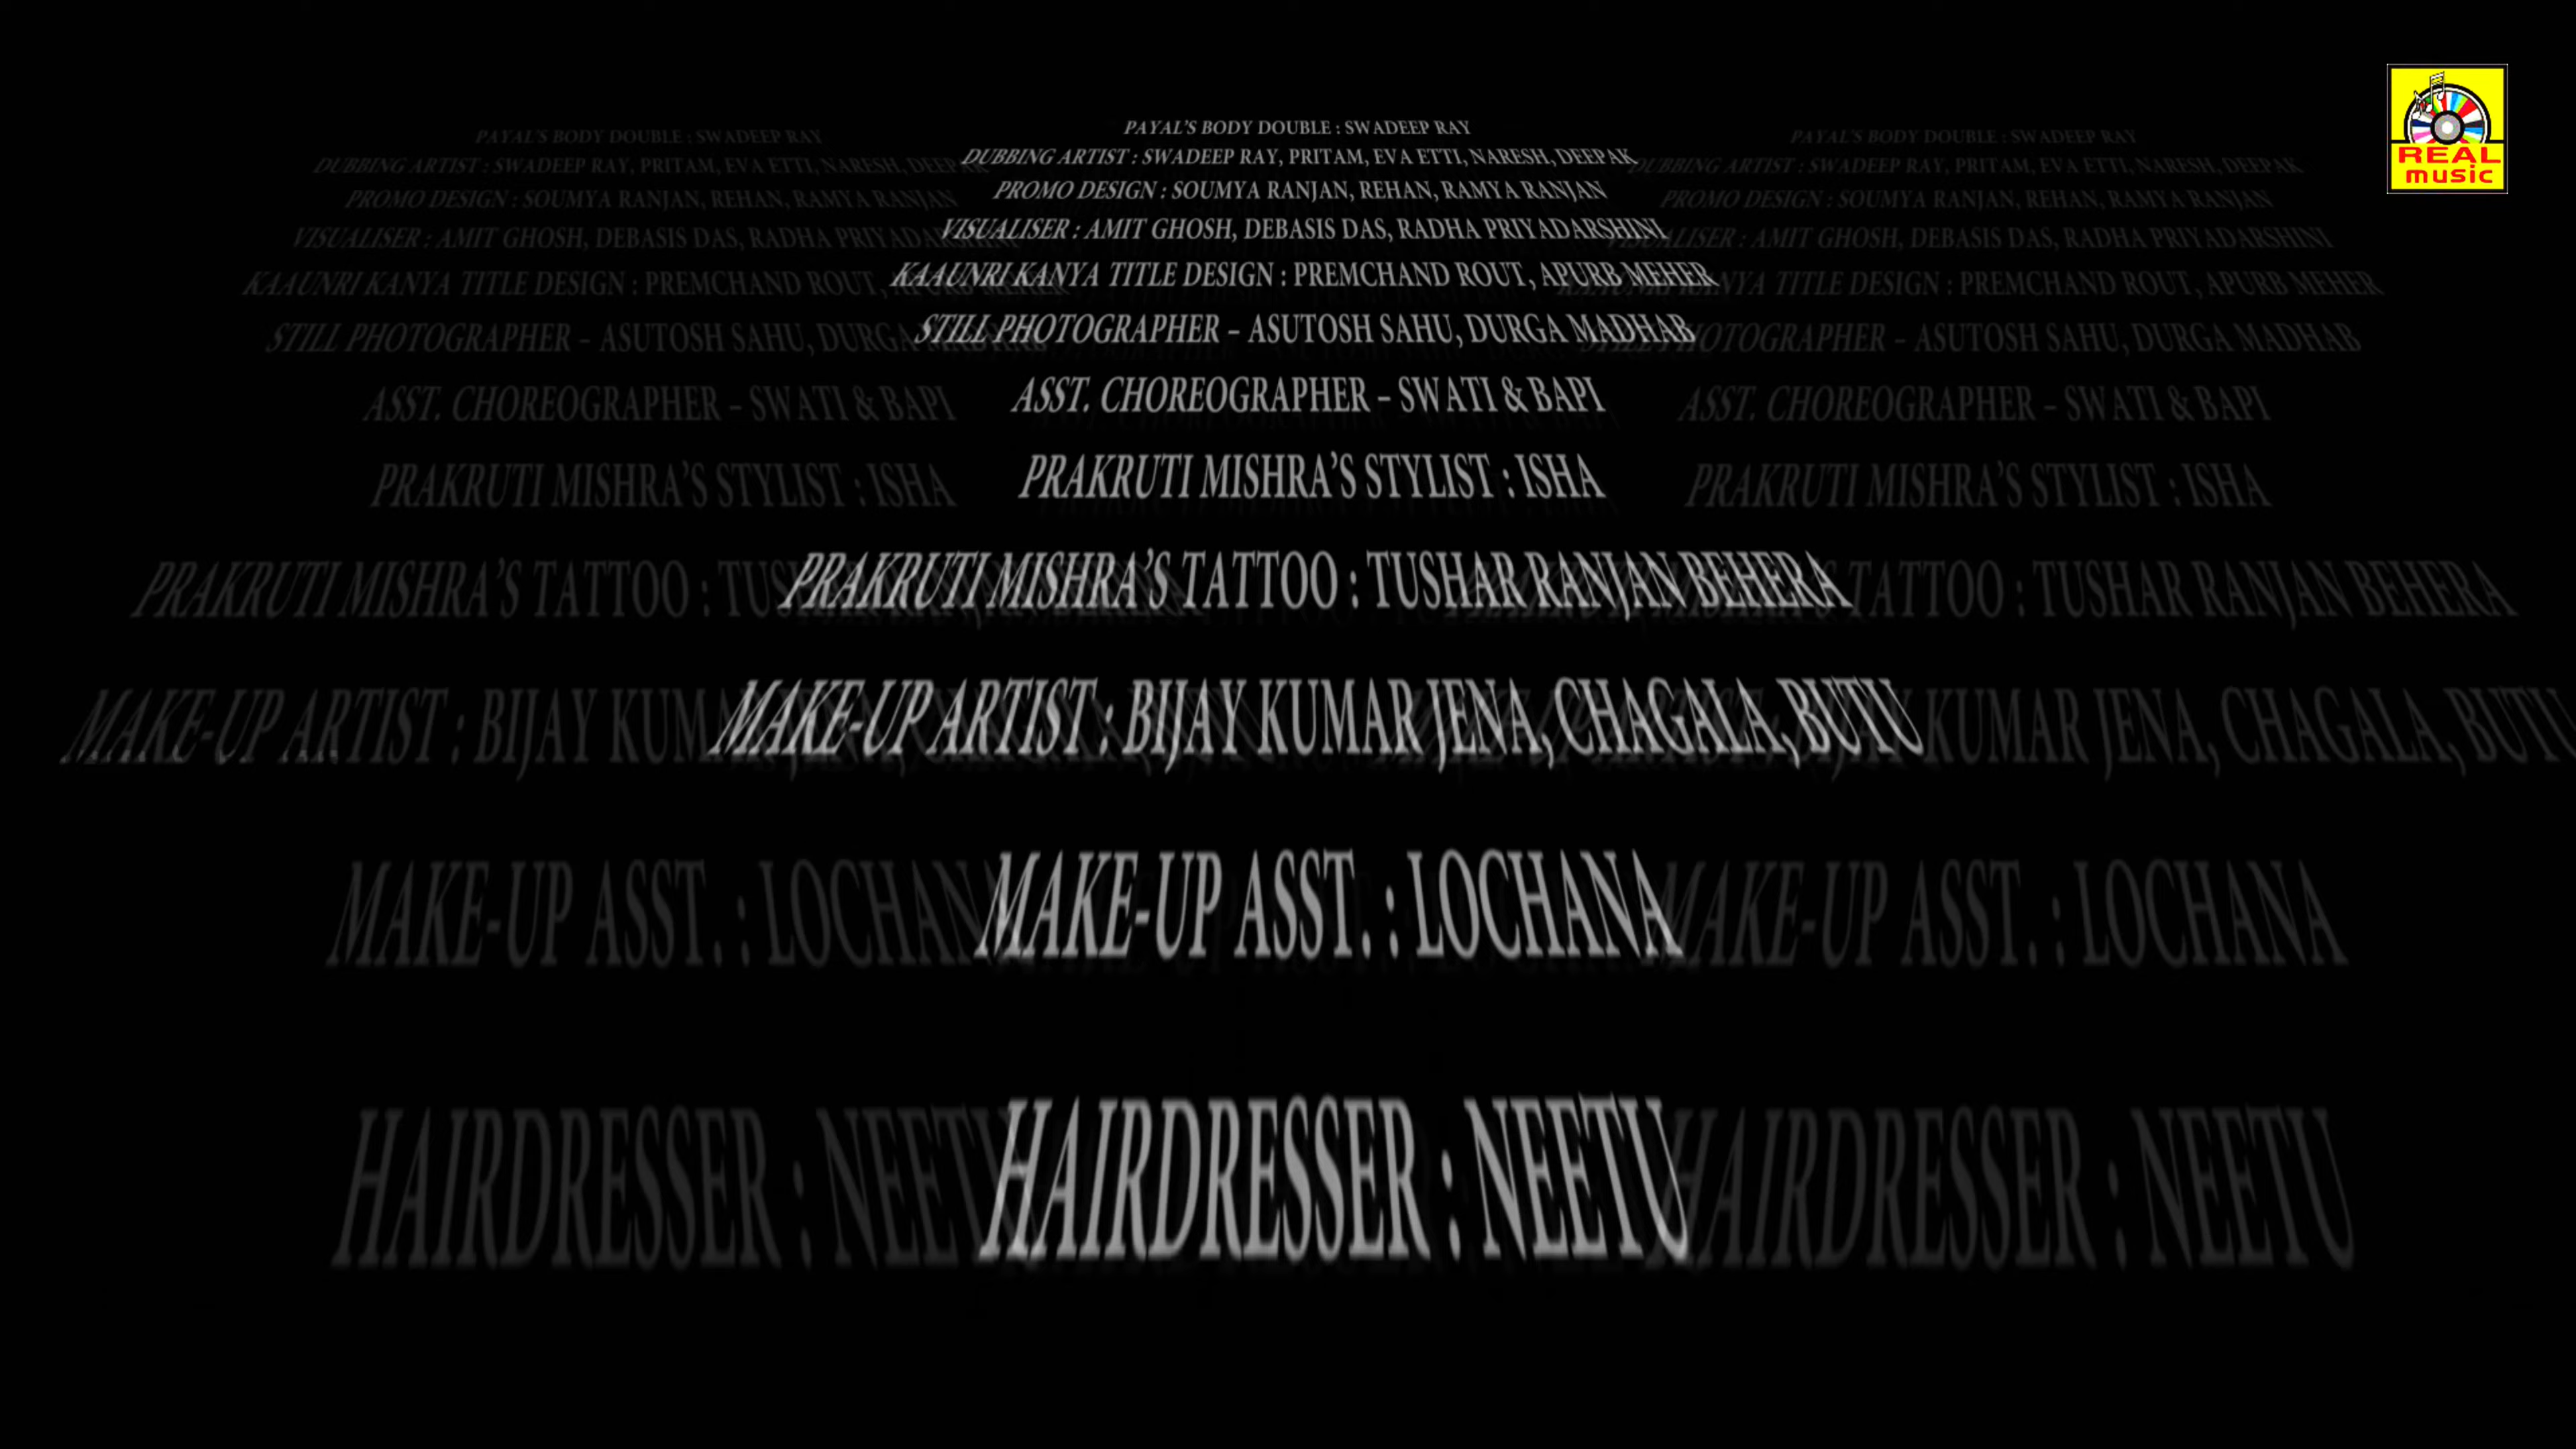 PAYAL'S BODY DOUBLE : SWADEEP RAY
DUBBING ARTIST : SWADEEP RAY, PRITAM, EVA ETTI, NARESH, DEEPAK
PROMO DESIGN : SOUMYA RANJAN, REHAN, RAMYA RANJAN
VISUALISER : AMIT GHOSH, DEBASIS DAS, RADHA PRIYADARSHINI
KAAUNRI KANYA TITLE DESIGN : PREMCHAND ROUT, APURB MEHER
STILL PHOTOGRAPHER – ASUTOSH SAHU, DURGA MADHAB
ASST. CHOREOGRAPHER – SWATI & BAPI
PRAKRUTI MISHRA'S STYLIST : ISHA
PRAKRUTI MISHRA'S TATTOO : TUSHAR RANJAN BEHERA
MAKE-UP ARTIST : BIJAY KUMAR JENA, CHAGALA, BUTU
MAKE-UP ASST. : LOCHANA
HAIRDRESSER : NEETU
REAL
music